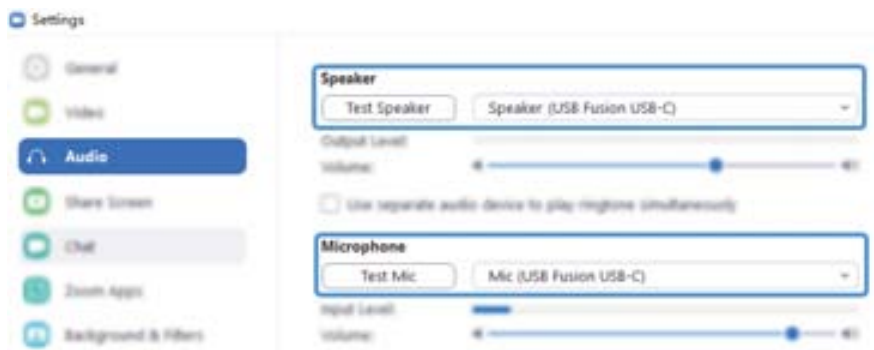 Settings
General
Video
Audio
Share Screen
Chat
Zoom Apps
Background & Filters
Speaker
Test Speaker
Speaker (USB Fusion USB-C)
Output Level:
Volume:
Use separate audio device to play ringtone simultaneously
Microphone
Test Mic
Mic (USB Fusion USB-C)
Input Level:
Volume: